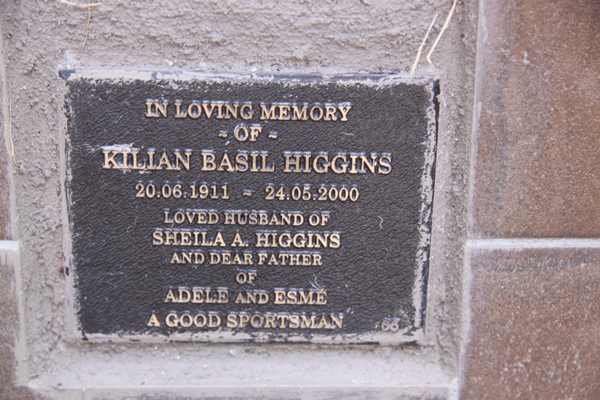 IN LOVING MEMORY
~ OF ~
KILIAN BASIL HIGGINS
20.06.1911 ~ 24.05.2000
LOVED HUSBAND OF
SHEILA A. HIGGINS
AND DEAR FATHER
OF
ADELE AND ESME
A GOOD SPORTSMAN
66